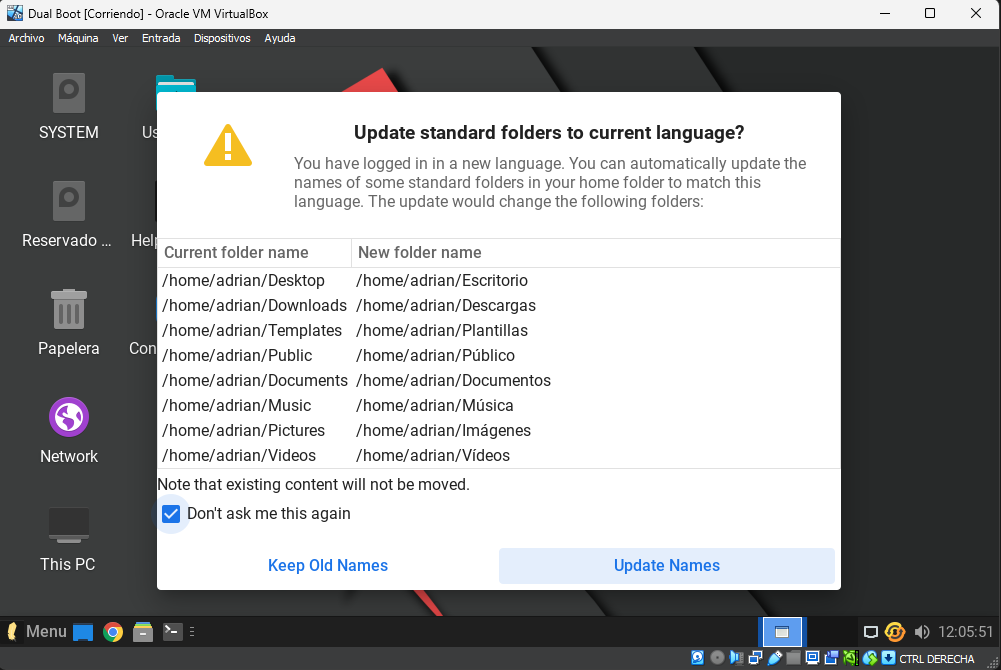 Dual Boot [Corriendo] - Oracle VM VirtualBox
Archivo Máquina Ver Entrada Dispositivos Ayuda
SYSTEM
Us
Reservado ...
Help
Papelera
Con
Network
This PC
Update standard folders to current language?
You have logged in in a new language. You can automatically update the
names of some standard folders in your home folder to match this
language. The update would change the following folders:
Current folder name New folder name
/home/adrian/Desktop /home/adrian/Escritorio
/home/adrian/Downloads /home/adrian/Descargas
/home/adrian/Templates /home/adrian/Plantillas
/home/adrian/Public /home/adrian/Público
/home/adrian/Documents /home/adrian/Documentos
/home/adrian/Music /home/adrian/Música
/home/adrian/Pictures /home/adrian/Imágenes
/home/adrian/Videos /home/adrian/Vídeos
Note that existing content will not be moved.
Don't ask me this again
Keep Old Names Update Names
Menu 12:05:51
CTRL DERECHA